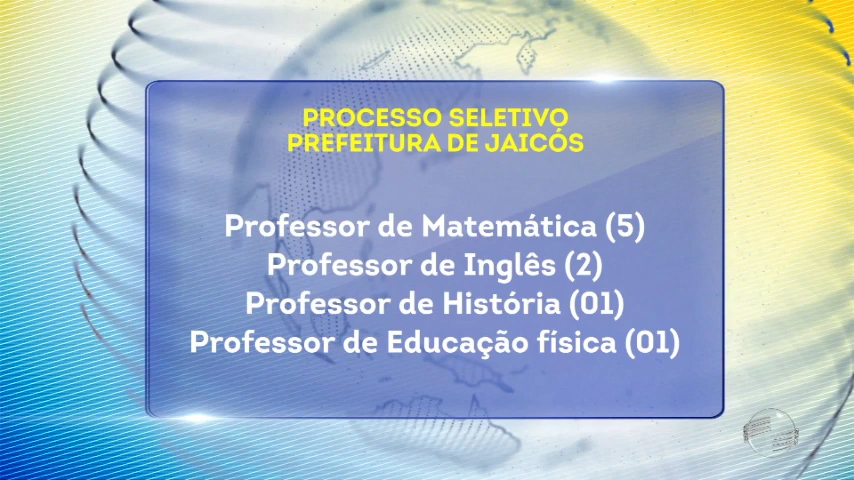 PROCESSO SELETIVO
PREFEITURA DE JAICÓS
Professor de Matemática (5)
Professor de Inglês (2)
Professor de História (01)
Professor de Educação física (01)